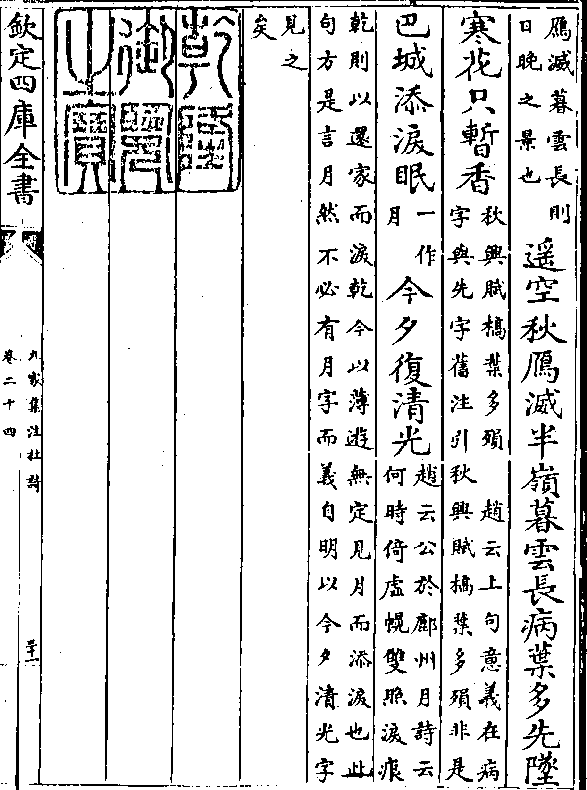 鴈滅暮雲長則
日晚之景也
遥空秋鴈滅半嶺暮雲長病葉多先墜
寒花只暫香
秋興賦槁葉多殞　趙云上句意義在病
字與先字舊注引秋興賦槁葉多殞非是
巴城添淚眼
一作
月
今夕復清光
趙云公於鄜州月詩云
何時倚虛幌雙照淚痕
乾則以還家而淚乾今以薄遊無定見月而添淚也此
句方是言月然不必有月字而義自明以今夕清光字
見之
矣
乾隆
御覽
之寶
欽定四庫全書
九家集注杜詩
卷二十四